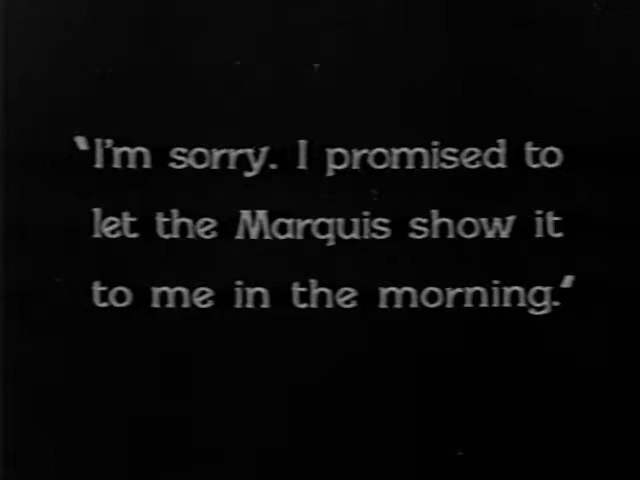 "I'm sorry. I promised to
let the Marquis show it
to me in the morning."